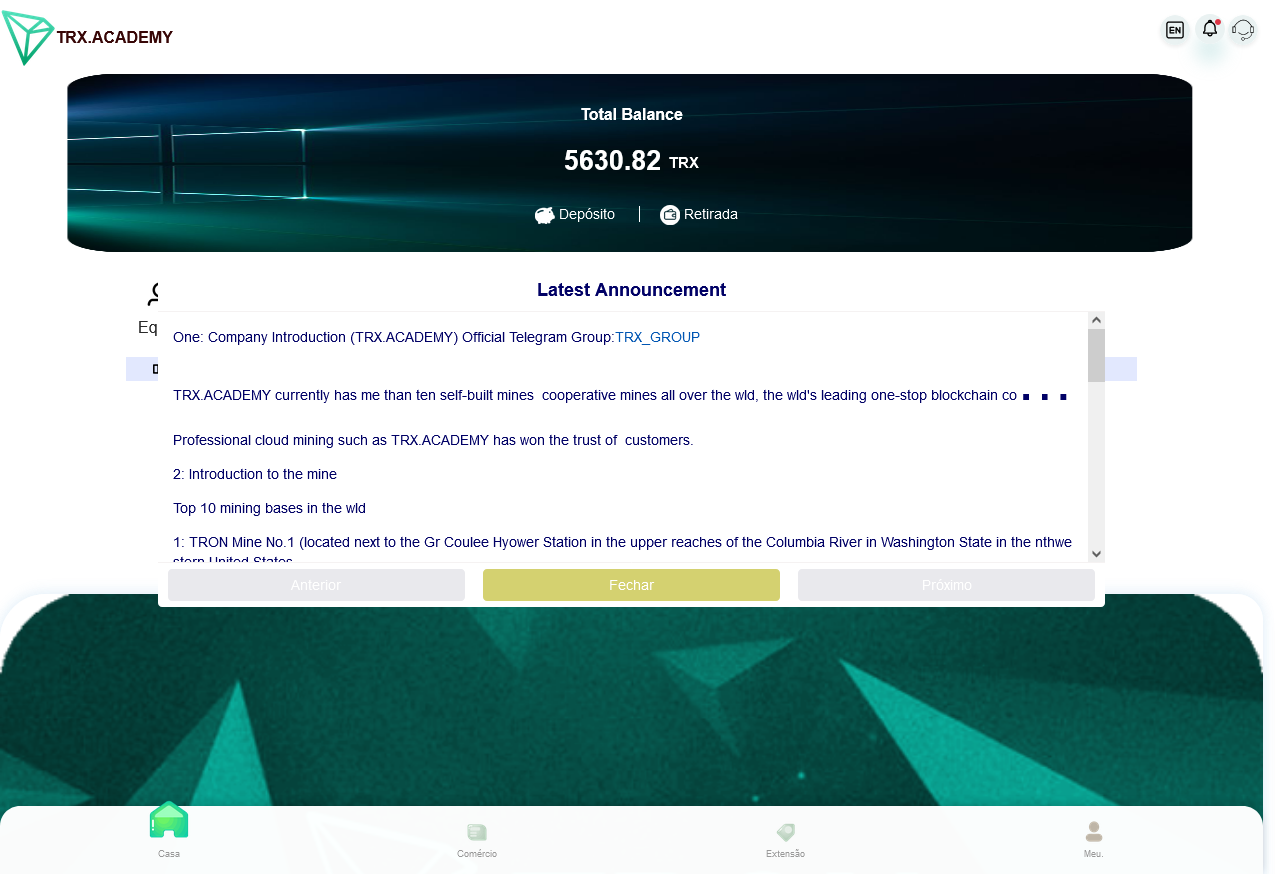 TRX.ACADEMY
EN
Total Balance
5630.82 TRX
Depósito
Retirada
Latest Announcement
Eq
One: Company Introduction (TRX.ACADEMY) Official Telegram Group:TRX_GROUP
TRX.ACADEMY currently has me than ten self-built mines  cooperative mines all over the wld, the wld's leading one-stop blockchain co
Professional cloud mining such as TRX.ACADEMY has won the trust of  customers.
2: Introduction to the mine
Top 10 mining bases in the wld
1: TRON Mine No.1 (located next to the Gr Coulee Hyower Station in the upper reaches of the Columbia River in Washington State in the nthwe
stern United States
Anterior
Fechar
Próximo
Casa
Comércio
Extensão
Meu.